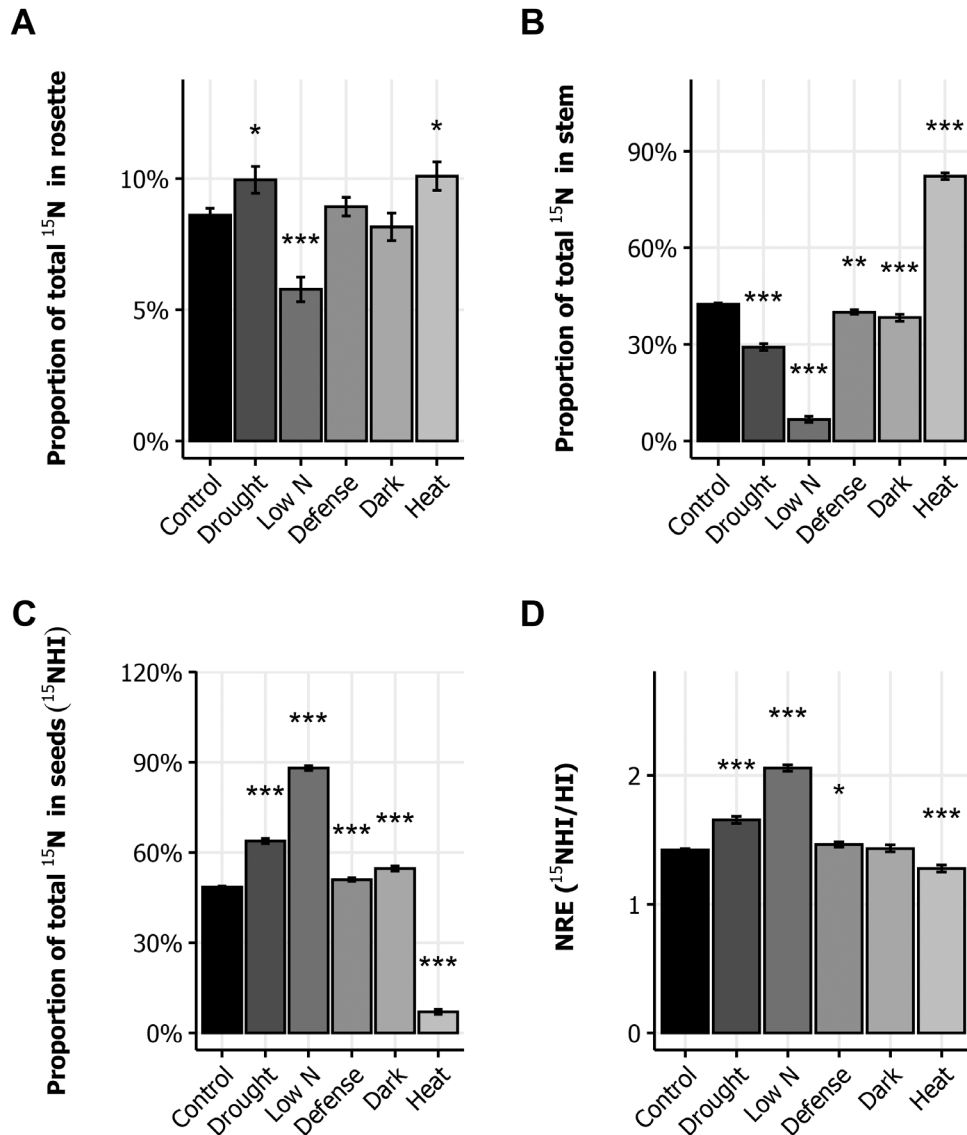 A
Proportion of total ¹⁵N in rosette
10%
5%
0%
*
***
*
Control
Drought
Low N
Defense
Dark
Heat
B
Proportion of total ¹⁵N in stem
90%
60%
30%
0%
***
***
**
***
***
Control
Drought
Low N
Defense
Dark
Heat
C
Proportion of total ¹⁵N in seeds (¹⁵NHI)
120%
90%
60%
30%
0%
***
***
***
***
***
Control
Drought
Low N
Defense
Dark
Heat
D
NRE (¹⁵NHI/HI)
2
1
0
***
***
*
***
Control
Drought
Low N
Defense
Dark
Heat